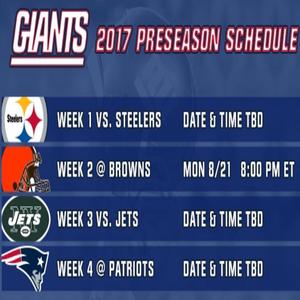 GIANTS 2017 PRESEASON SCHEDULE
Steelers WEEK 1 VS. STEELERS DATE & TIME TBD
WEEK 2 @ BROWNS MON 8/21 8:00 PM ET
JETS WEEK 3 VS. JETS DATE & TIME TBD
WEEK 4 @ PATRIOTS DATE & TIME TBD